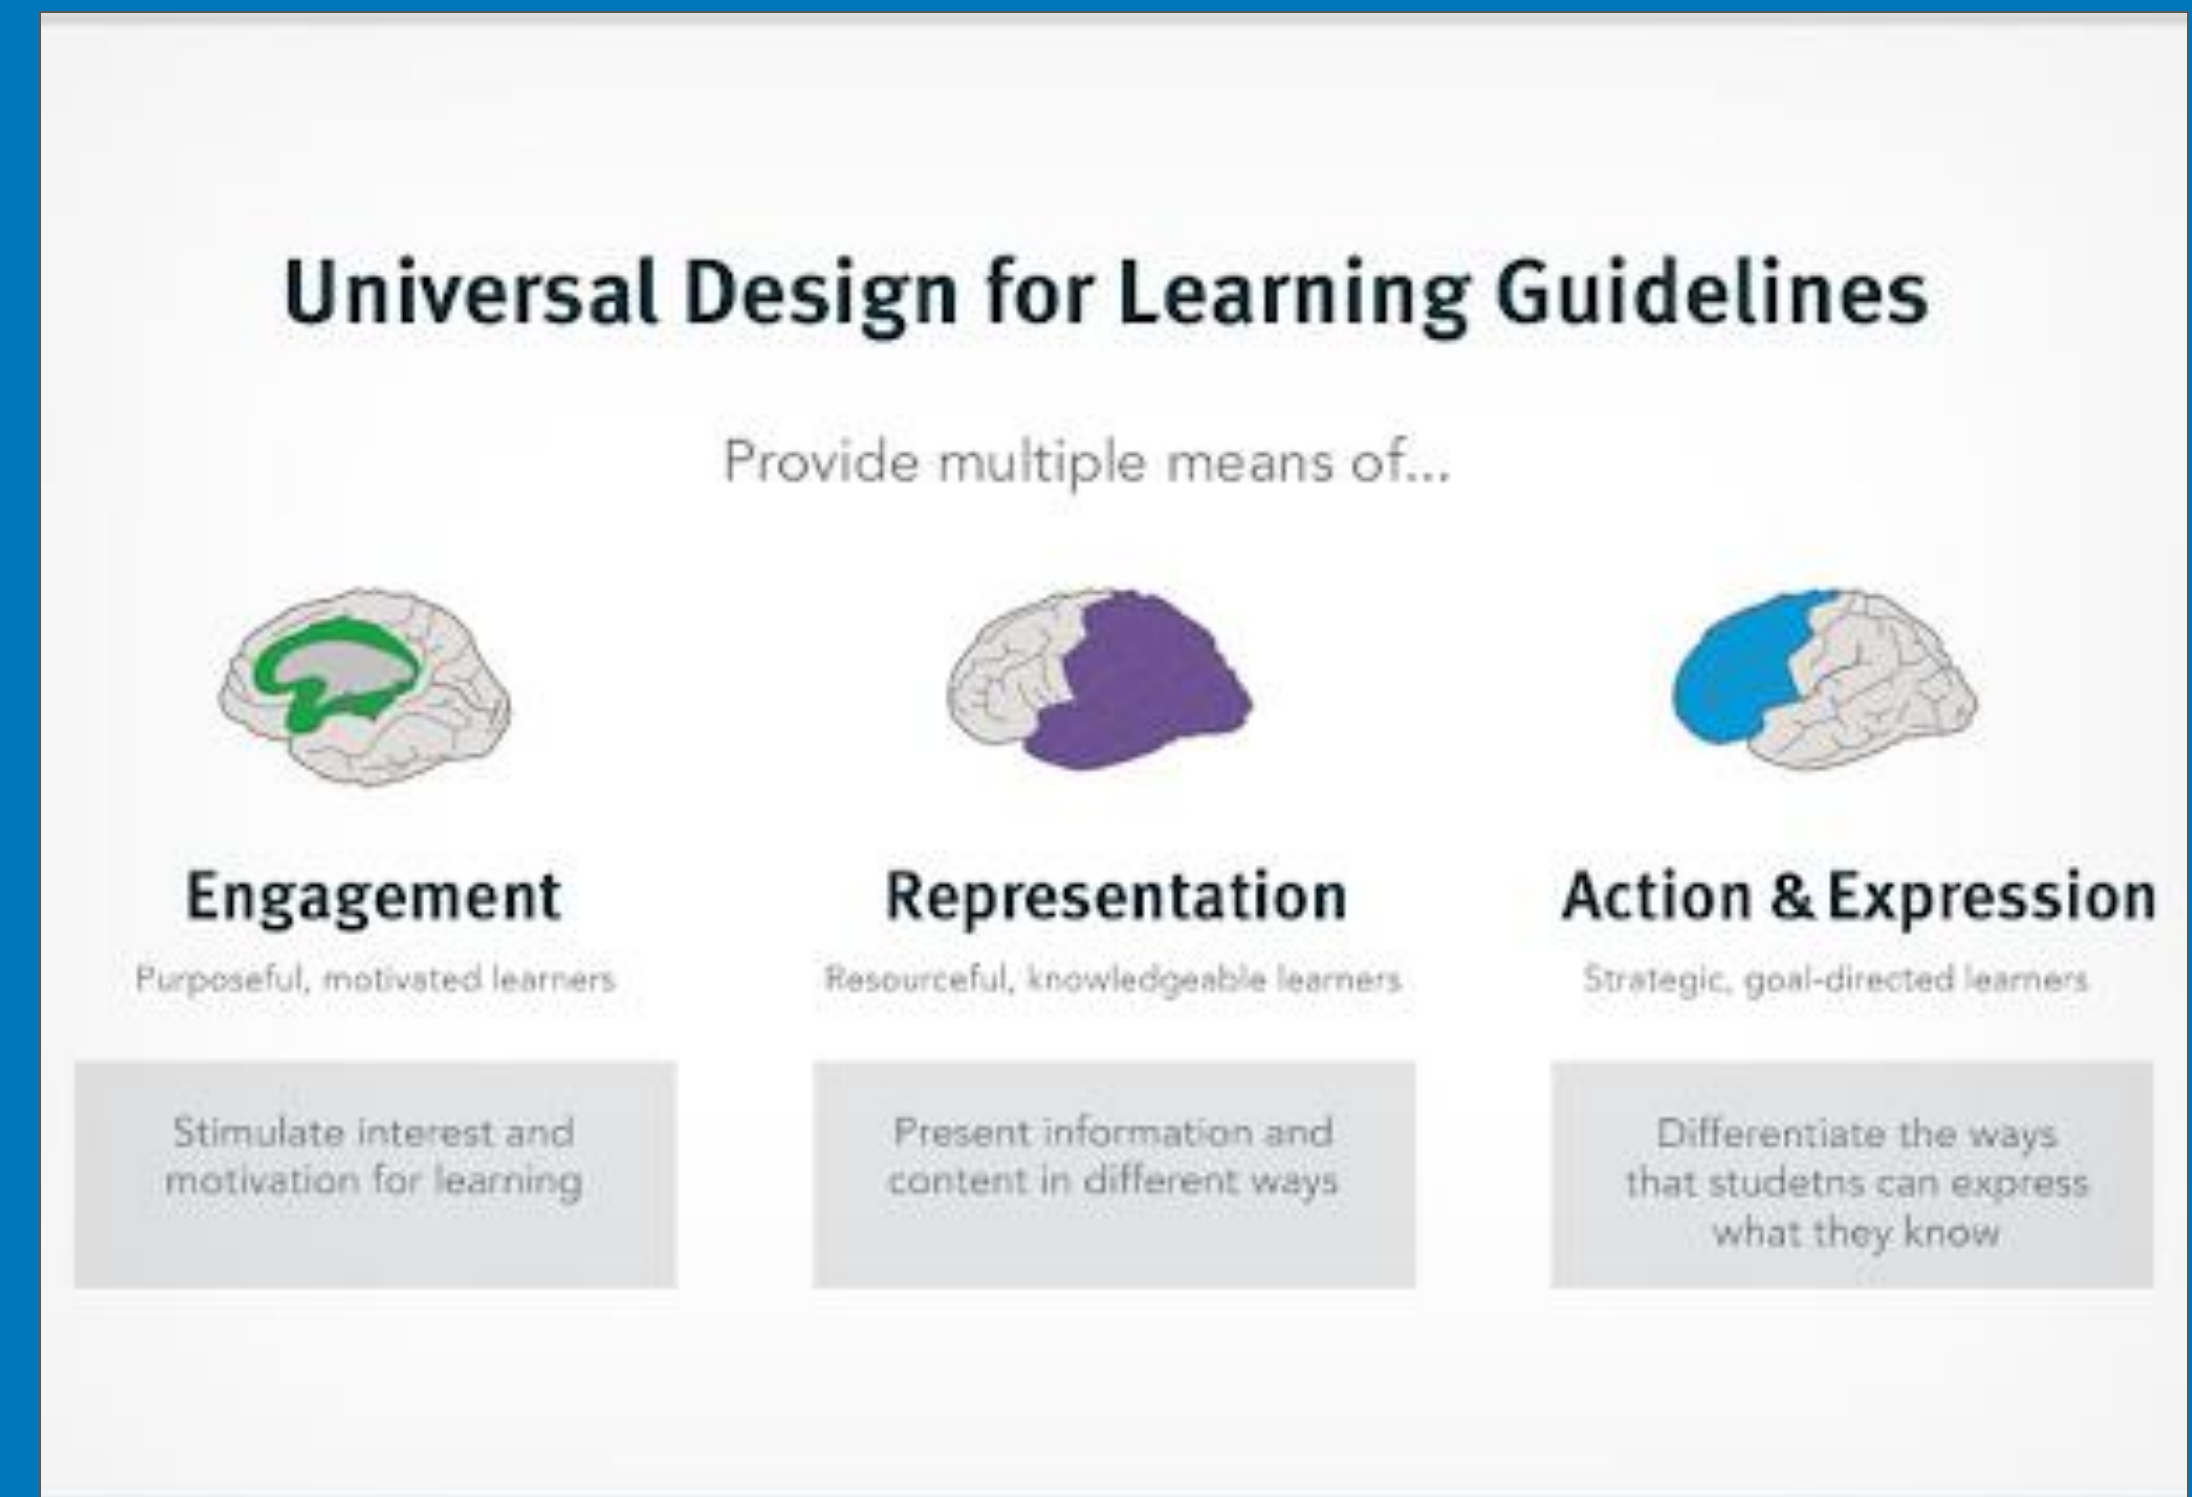 Universal Design for Learning Guidelines
Provide multiple means of...
Engagement
Purposeful, motivated learners
Stimulate interest and
motivation for learning
Representation
Resourceful, knowledgeable learners
Present information and
content in different ways
Action & Expression
Strategic, goal-directed learners
Differentiate the ways
that studetns can express
what they know